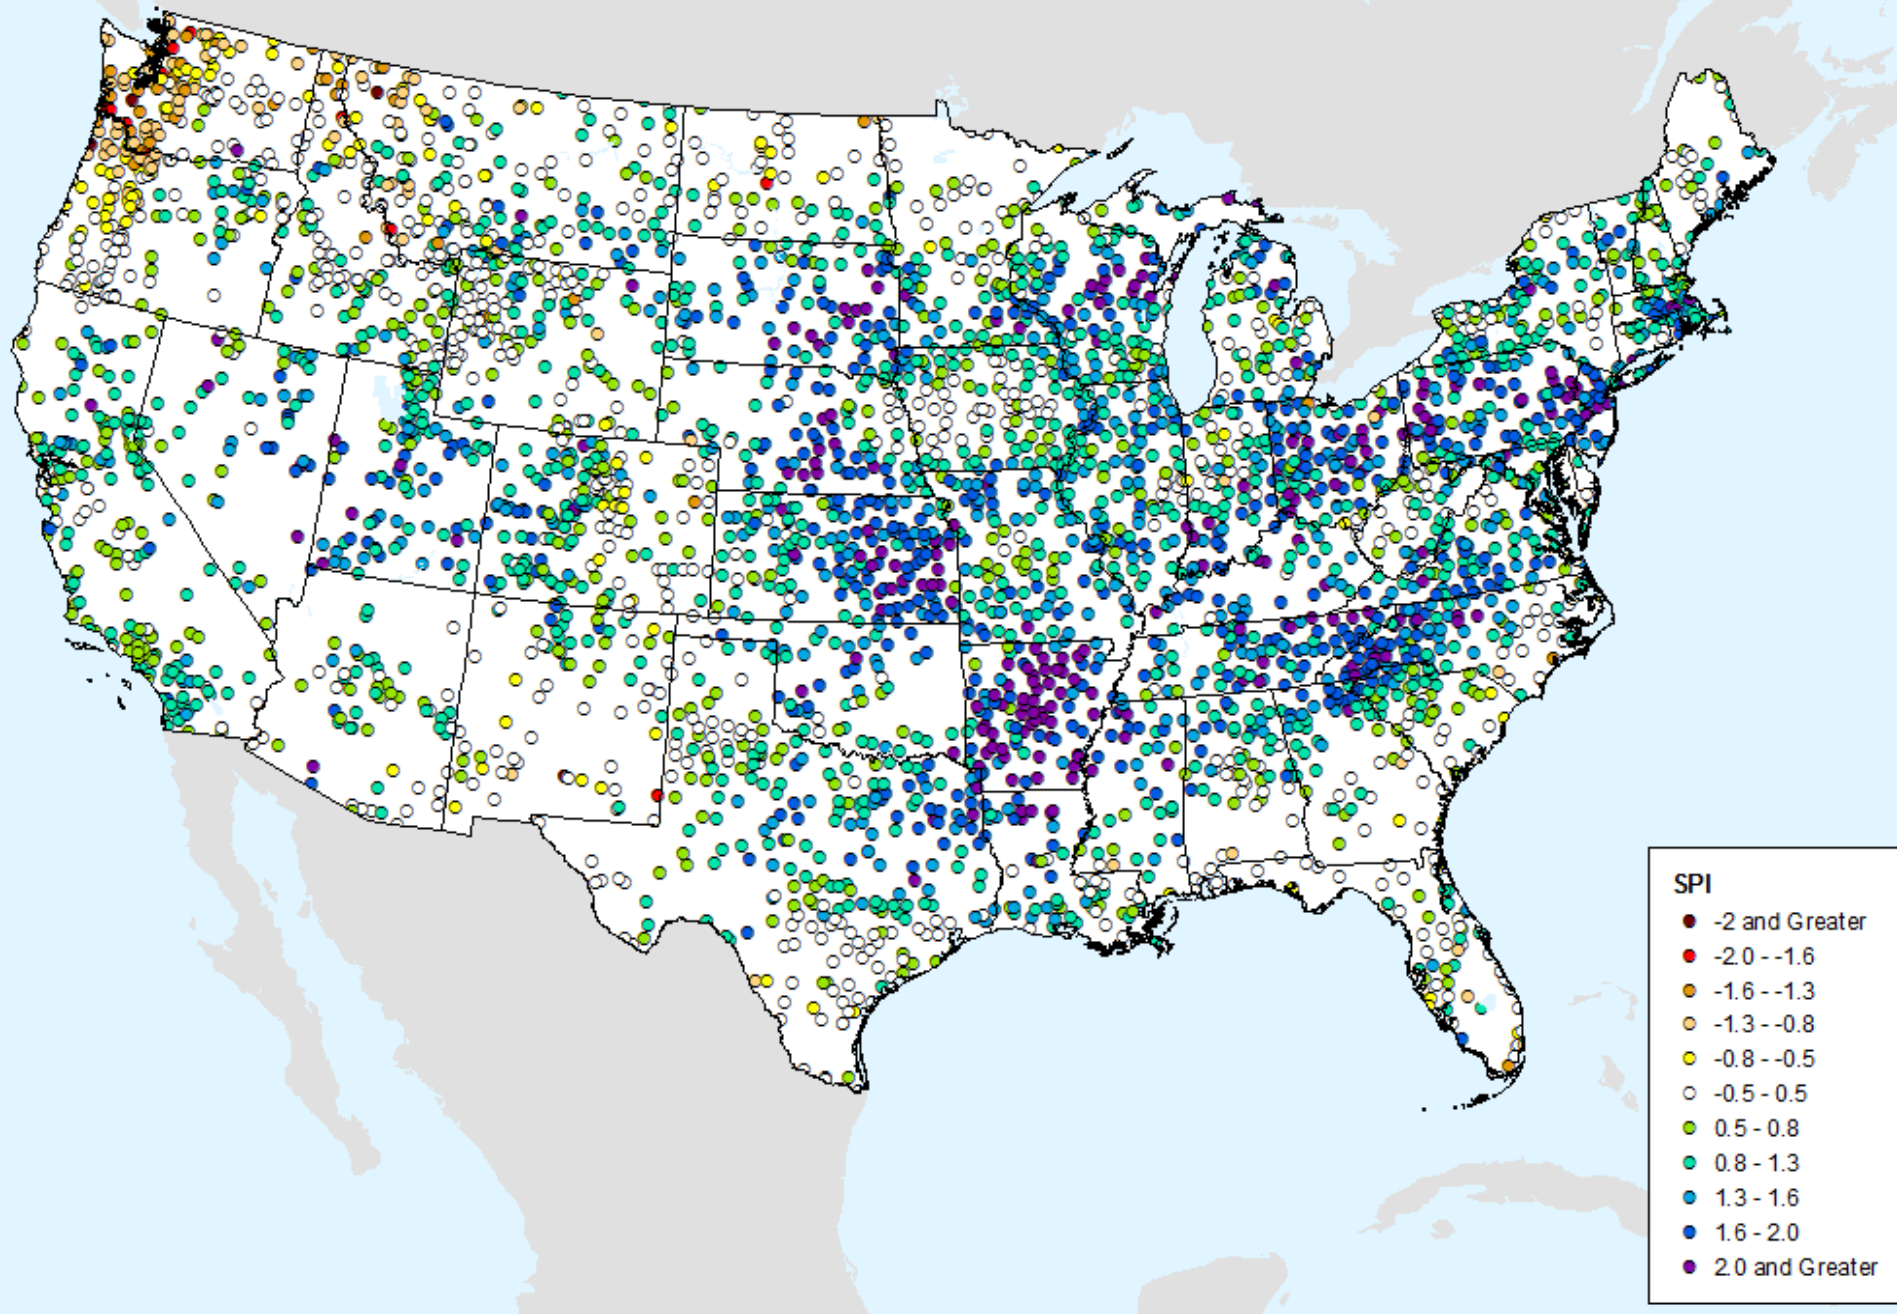 SPI
-2 and Greater
-2.0 - -1.6
-1.6 - -1.3
-1.3 - -0.8
-0.8 - -0.5
-0.5 - 0.5
0.5 - 0.8
0.8 - 1.3
1.3 - 1.6
1.6 - 2.0
2.0 and Greater